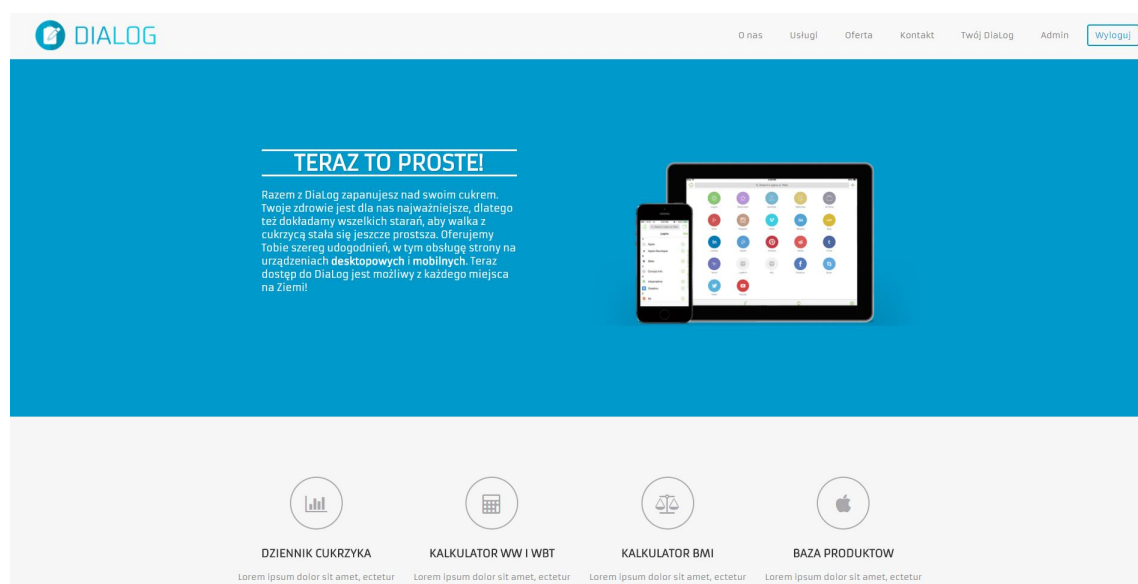 DIALOG
O nas Usługi Oferta Kontakt Twój DiaLog Admin Wyloguj
TERAZ TO PROSTE!
Razem z DiaLog zapanujesz nad swoim cukrem.
Twoje zdrowie jest dla nas najważniejsze, dlatego
też dokładamy wszelkich starań, aby walka z
cukrzycą stała się jeszcze prostsza. Oferujemy
Tobie szereg udogodnień, w tym obsługę strony na
urządzeniach desktopowych i mobilnych. Teraz
dostęp do DiaLog jest możliwy z każdego miejsca
na Ziemi!
DZIENNIK CUKRZYKA
KALKULATOR WW I WBT
KALKULATOR BMI
BAZA PRODUKTOW
Lorem ipsum dolor sit amet, ectetur
Lorem ipsum dolor sit amet, ectetur
Lorem ipsum dolor sit amet, ectetur
Lorem ipsum dolor sit amet, ectetur